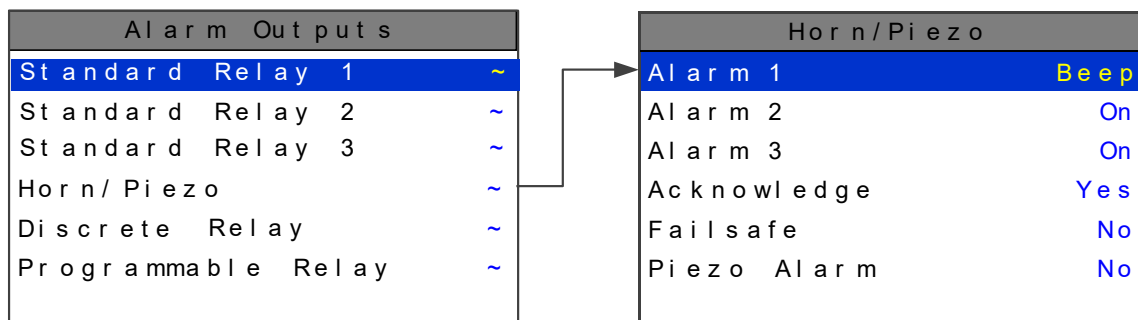 Alarm Outputs
Standard Relay 1 ~
Standard Relay 2 ~
Standard Relay 3 ~
Horn/Piezo ~
Discrete Relay ~
Programmable Relay ~
Horn/Piezo
Alarm 1 Beep
Alarm 2 On
Alarm 3 On
Acknowledge Yes
Failsafe No
Piezo Alarm No